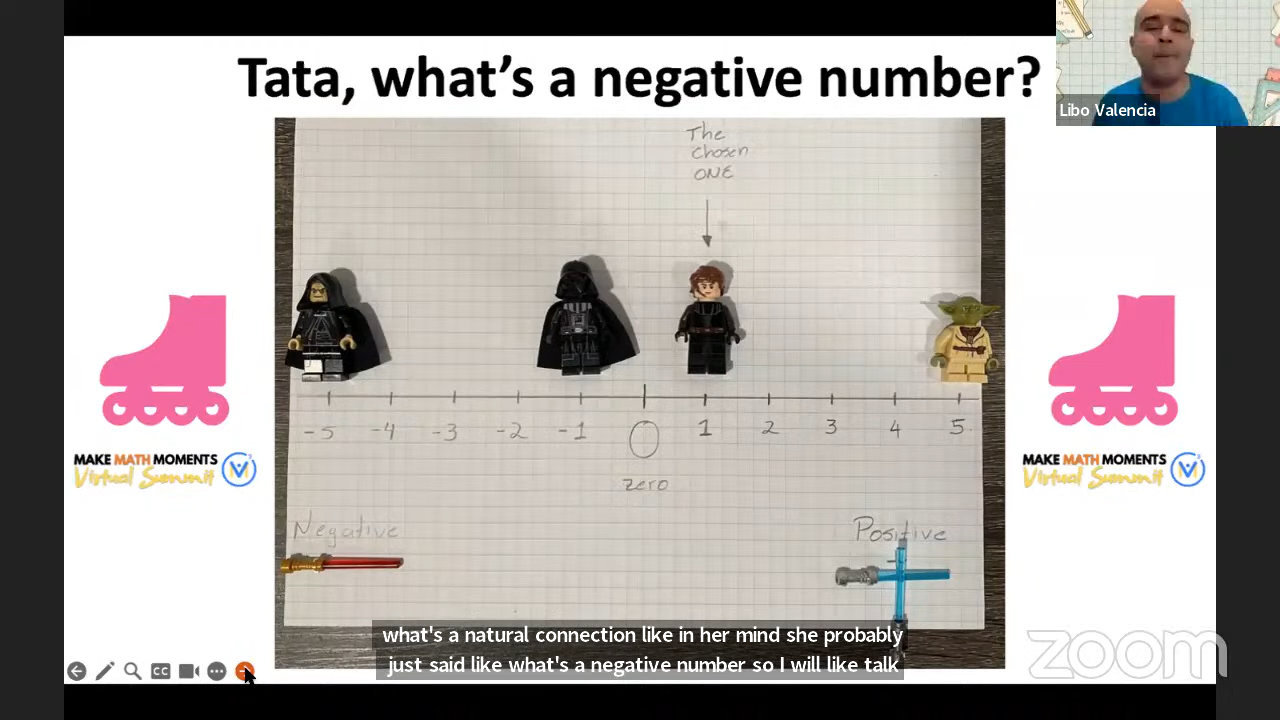 Tata, what's a negative number?
Libo Valencia
The
Chosen
ONE
-5 -4 -3 -2 -1 0 1 2 3 4 5
zero
MAKE MATH MOMENTS
Virtual Summit
MAKE MATH MOMENTS
Virtual Summit
Negative
Positive
what's a natural connection like in her mind she probably
just said like what's a negative number so I will like talk
zoom
CC